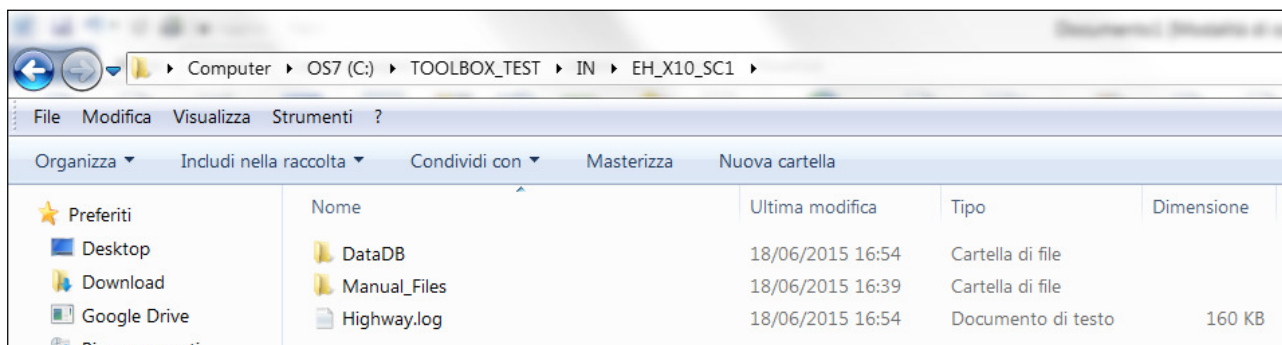 Computer OS7 (C:) TOOLBOX_TEST IN EH_X10_SC1
File Modifica Visualizza Strumenti ?
Organizza Includi nella raccolta Condividi con Masterizza Nuova cartella
Nome Ultima modifica Tipo Dimensione
Preferiti
Desktop
Download
Google Drive
DataDB 18/06/2015 16:54 Cartella di file
Manual_Files 18/06/2015 16:39 Cartella di file
Highway.log 18/06/2015 16:54 Documento di testo 160 KB